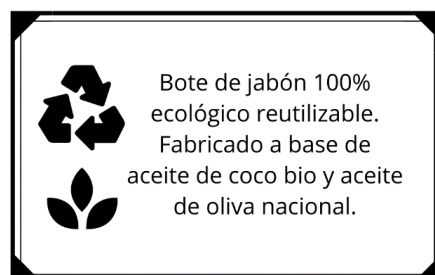 Bote de jabón 100%
ecológico reutilizable.
Fabricado a base de
aceite de coco bio y aceite
de oliva nacional.